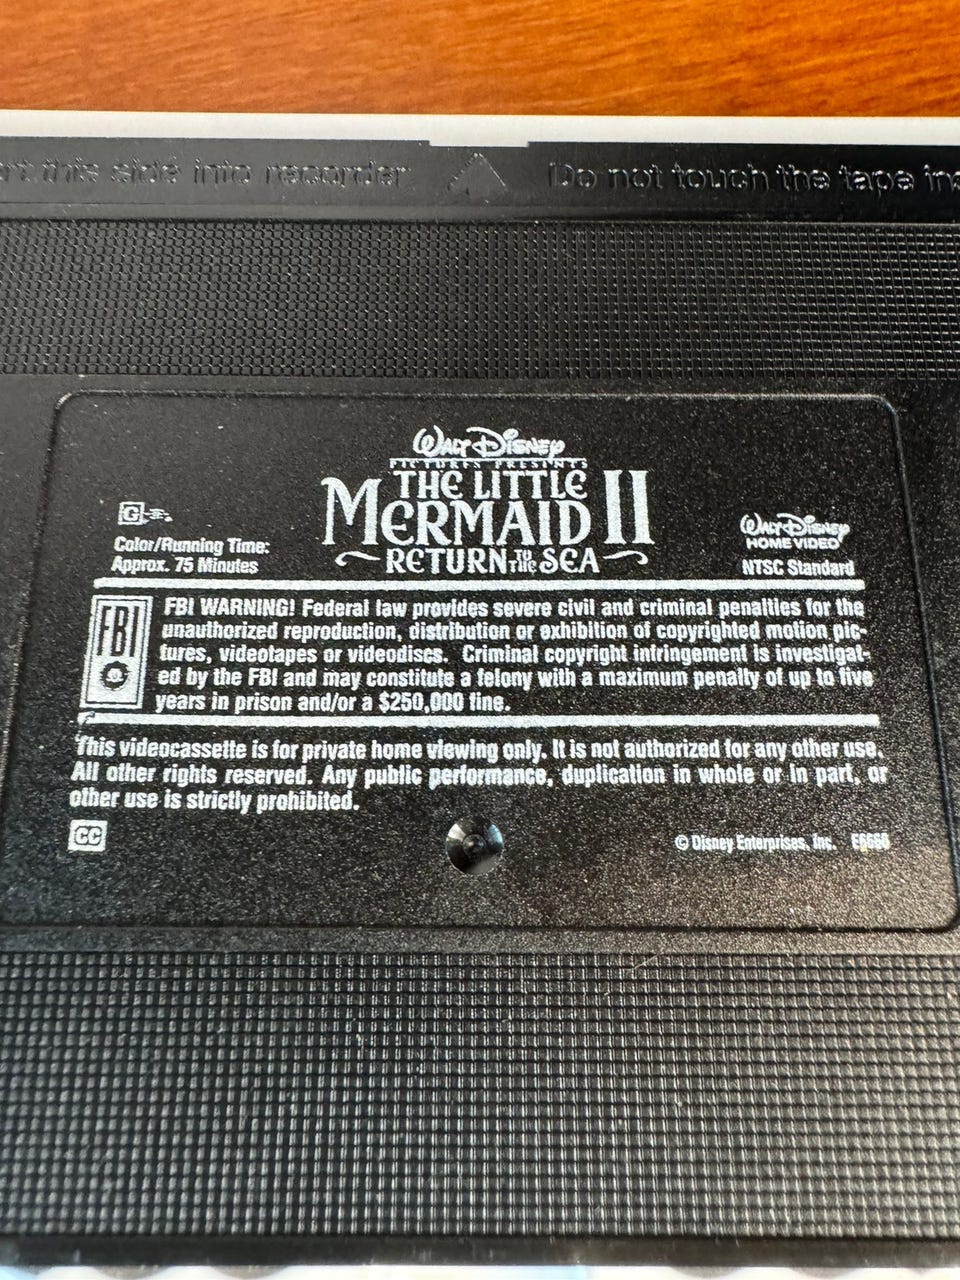 rt this side into recorder Do not touch the tape ins
WALT DISNEY
PICTURES PRESENTS
THE LITTLE
MERMAID II
RETURN TO THE SEA
G
Color/Running Time:
Approx. 75 Minutes
WALT DISNEY
HOME VIDEO
NTSC Standard
FBI
FBI WARNING! Federal law provides severe civil and criminal penalties for the
unauthorized reproduction, distribution or exhibition of copyrighted motion pic-
tures, videotapes or videodiscs. Criminal copyright infringement is investigat-
ed by the FBI and may constitute a felony with a maximum penalty of up to five
years in prison and/or a $250,000 fine.
This videocassette is for private home viewing only. It is not authorized for any other use.
All other rights reserved. Any public performance, duplication in whole or in part, or
other use is strictly prohibited.
CC
© Disney Enterprises, Inc.